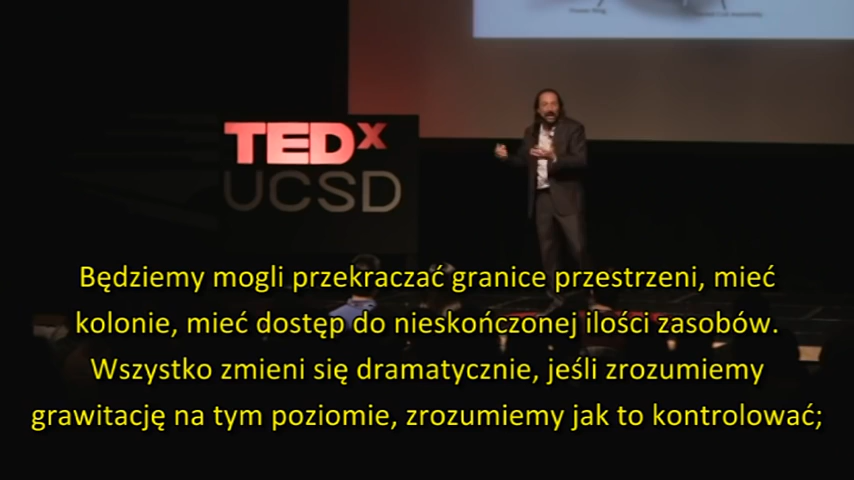 TEDx
UCSD
Będziemy mogli przekraczać granice przestrzeni, mieć
kolonie, mieć dostęp do nieskończonej ilości zasobów.
Wszystko zmieni się dramatycznie, jeśli zrozumiemy
grawitację na tym poziomie, zrozumiemy jak to kontrolować;